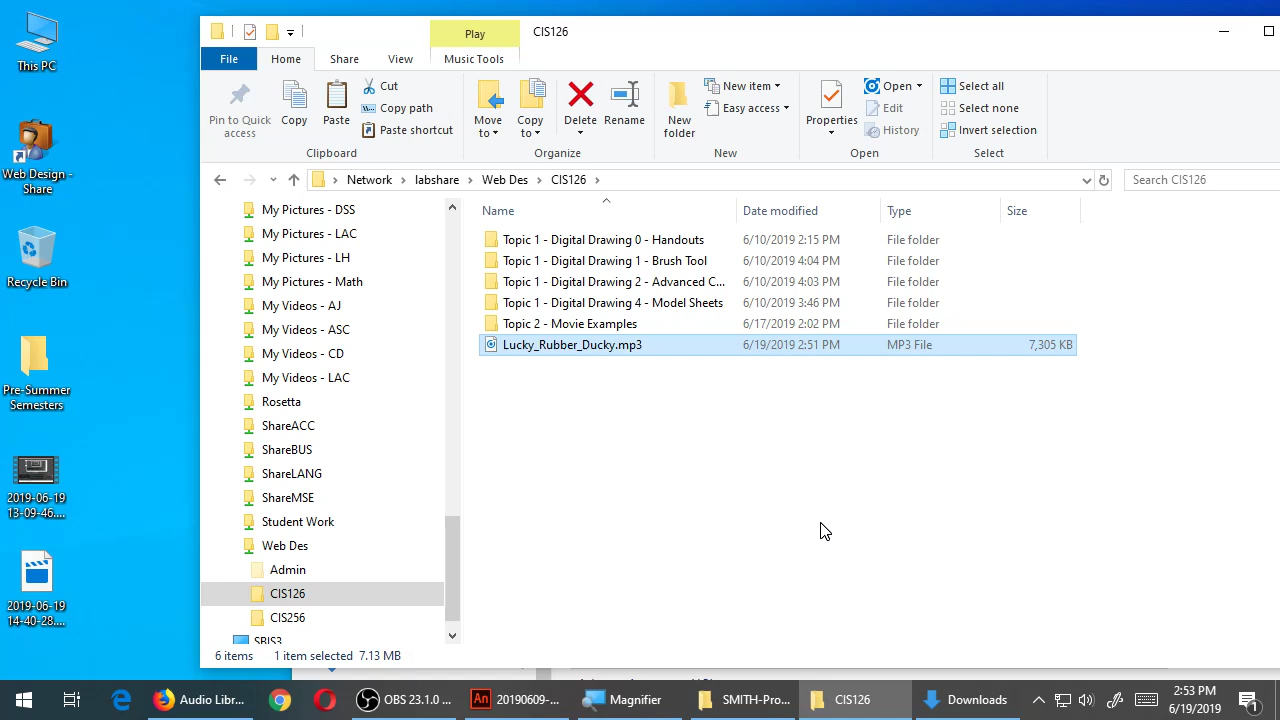 This PC
Web Design -
Share
Recycle Bin
Pre-Summer
Semesters
2019-06-19
13-09-46....
2019-06-19
14-40-28....
Play
CIS126
File
Home
Share
View
Music Tools
Pin to Quick
access
Copy
Paste
Cut
Copy path
Paste shortcut
Clipboard
Move
to
Copy
to
Delete
Rename
Organize
New
folder
New item
Easy access
New
Properties
Open
Edit
History
Open
Select all
Select none
Invert selection
Select
Network > labshare > Web Des > CIS126 >
Search CIS126
My Pictures - DSS
My Pictures - LAC
My Pictures - LH
My Pictures - Math
My Videos - AJ
My Videos - ASC
My Videos - CD
My Videos - LAC
Rosetta
ShareACC
ShareBUS
ShareLANG
ShareMSE
Student Work
Web Des
Admin
CIS126
CIS256
SBIS3
Name Date modified Type Size
Topic 1 - Digital Drawing 0 - Handouts 6/10/2019 2:15 PM File folder
Topic 1 - Digital Drawing 1 - Brush Tool 6/10/2019 4:04 PM File folder
Topic 1 - Digital Drawing 2 - Advanced C... 6/10/2019 4:03 PM File folder
Topic 1 - Digital Drawing 4 - Model Sheets 6/10/2019 3:46 PM File folder
Topic 2 - Movie Examples 6/17/2019 2:02 PM File folder
Lucky_Rubber_Ducky.mp3 6/19/2019 2:51 PM MP3 File 7,305 KB
6 items 1 item selected 7.13 MB
Audio Libr...
OBS 23.1.0 ...
An 20190609-...
Magnifier
SMITH-Pro...
CIS126
Downloads
2:53 PM
6/19/2019
1